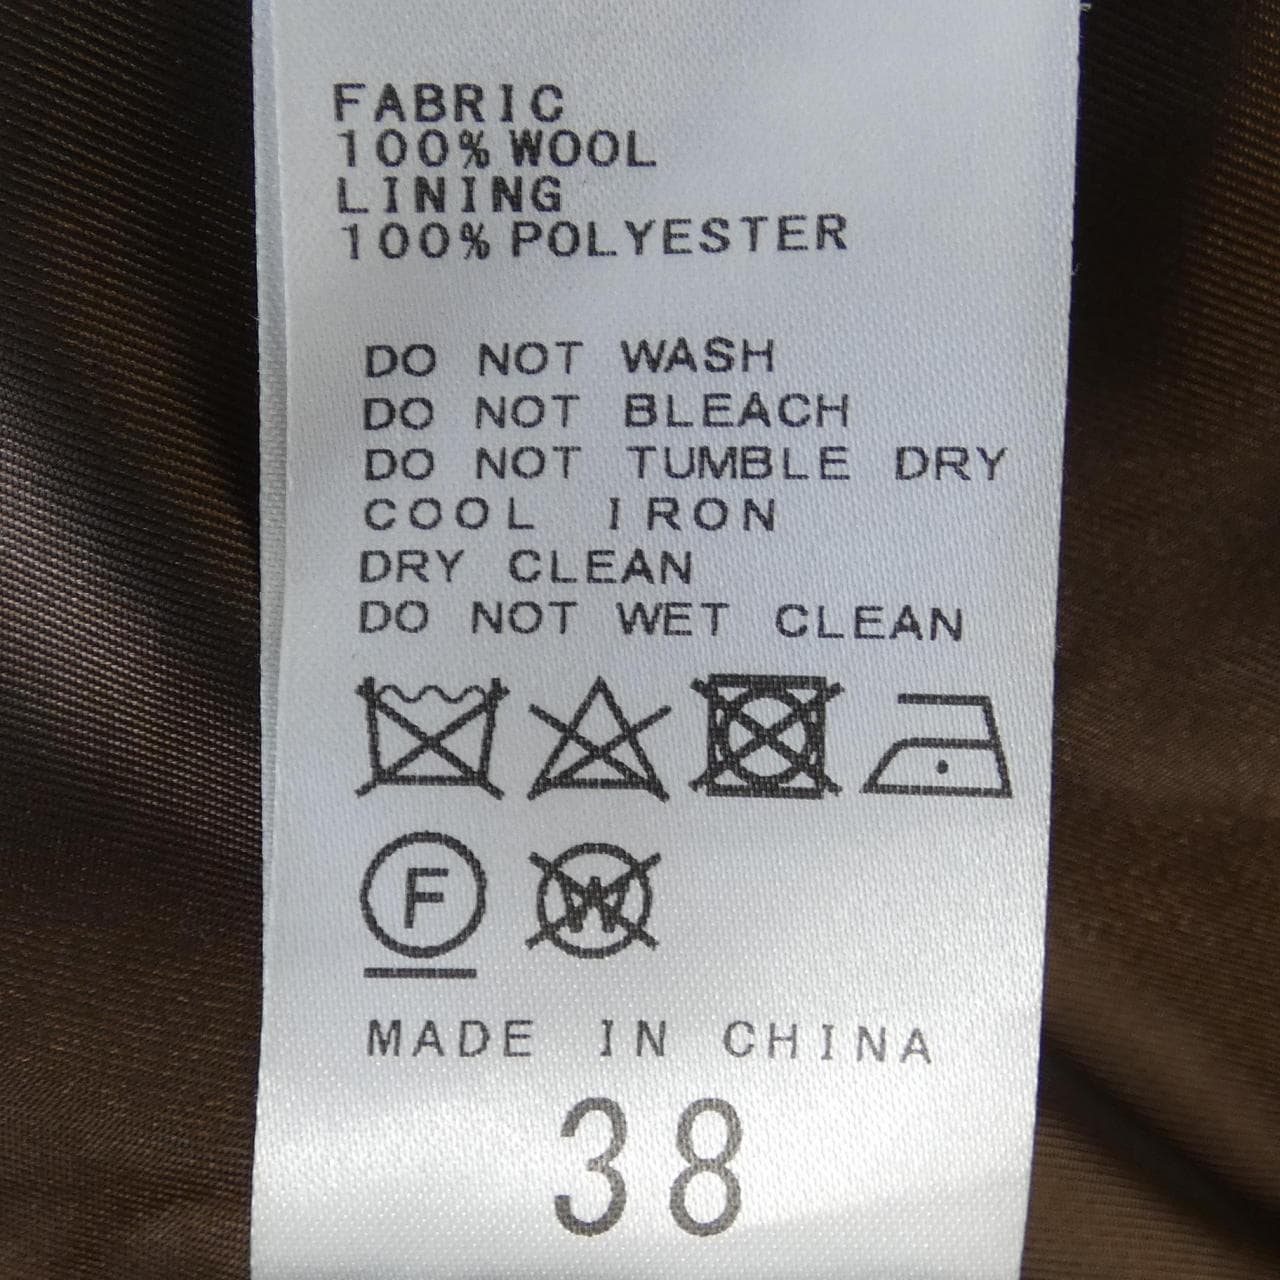 FABRIC
100% WOOL
LINING
100% POLYESTER
DO NOT WASH
DO NOT BLEACH
DO NOT TUMBLE DRY
COOL IRON
DRY CLEAN
DO NOT WET CLEAN
F W
MADE IN CHINA
38